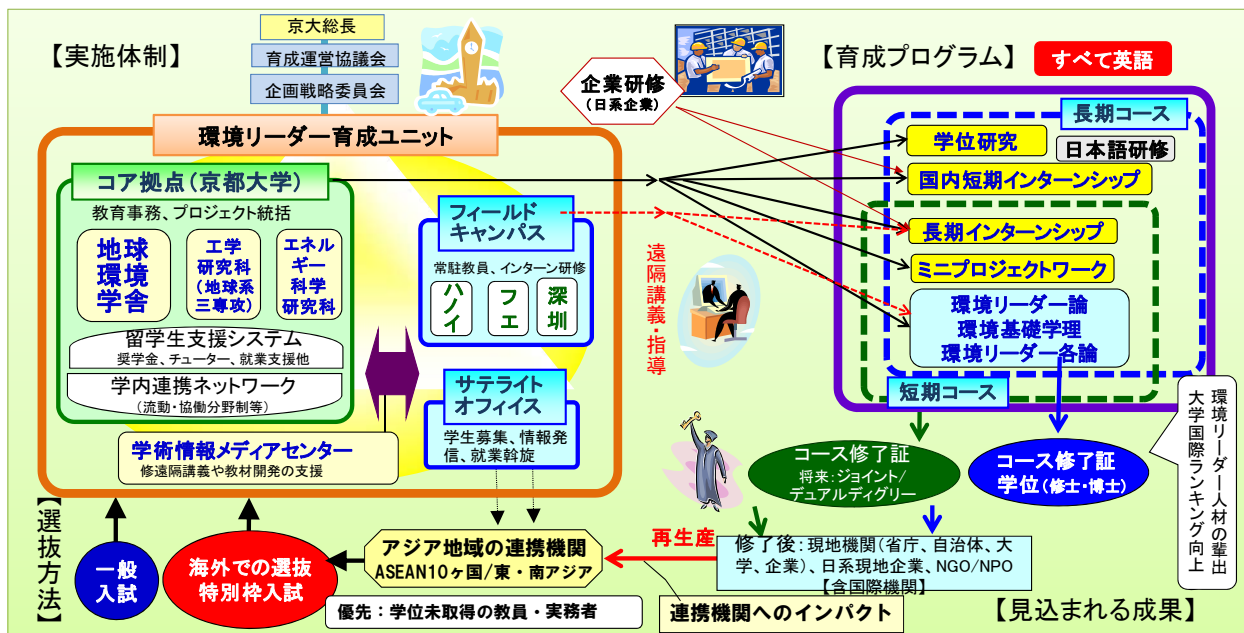 【実施体制】
京大総長
育成運営協議会
企画戦略委員会
環境リーダー育成ユニット
コア拠点(京都大学)
教育事務、プロジェクト統括
地球
環境
学舎
工学
研究科
(地球系
三専攻)
エネル
ギー
科学
研究科
留学生支援システム
奨学金、チューター、就業支援他
学内連携ネットワーク
(流動・協働分野制等)
学術情報メディアセンター
修遠隔講義や教材開発の支援
フィールド
キャンパス
常駐教員、インターン研修
ハノイ
フエ
深圳
サテライト
オフィイス
学生募集、情報発
信、就業斡旋
企業研修
(日系企業)
遠隔講義・指導
【育成プログラム】
すべて英語
長期コース
学位研究
日本語研修
国内短期インターンシップ
長期インターンシップ
ミニプロジェクトワーク
環境リーダー論
環境基礎学理
環境リーダー各論
短期コース
コース修了証
将来:ジョイント/
デュアルディグリー
コース修了証
学位(修士・博士)
環境リーダー人材の輩出
大学国際ランキング向上
【選抜方法】
一般
入試
海外での選抜
特別枠入試
アジア地域の連携機関
ASEAN10ヶ国/東・南アジア
優先:学位未取得の教員・実務者
再生産
修了後:現地機関(省庁、自治体、大
学、企業)、日系現地企業、NGO/NPO
【含国際機関】
連携機関へのインパクト
【見込まれる成果】